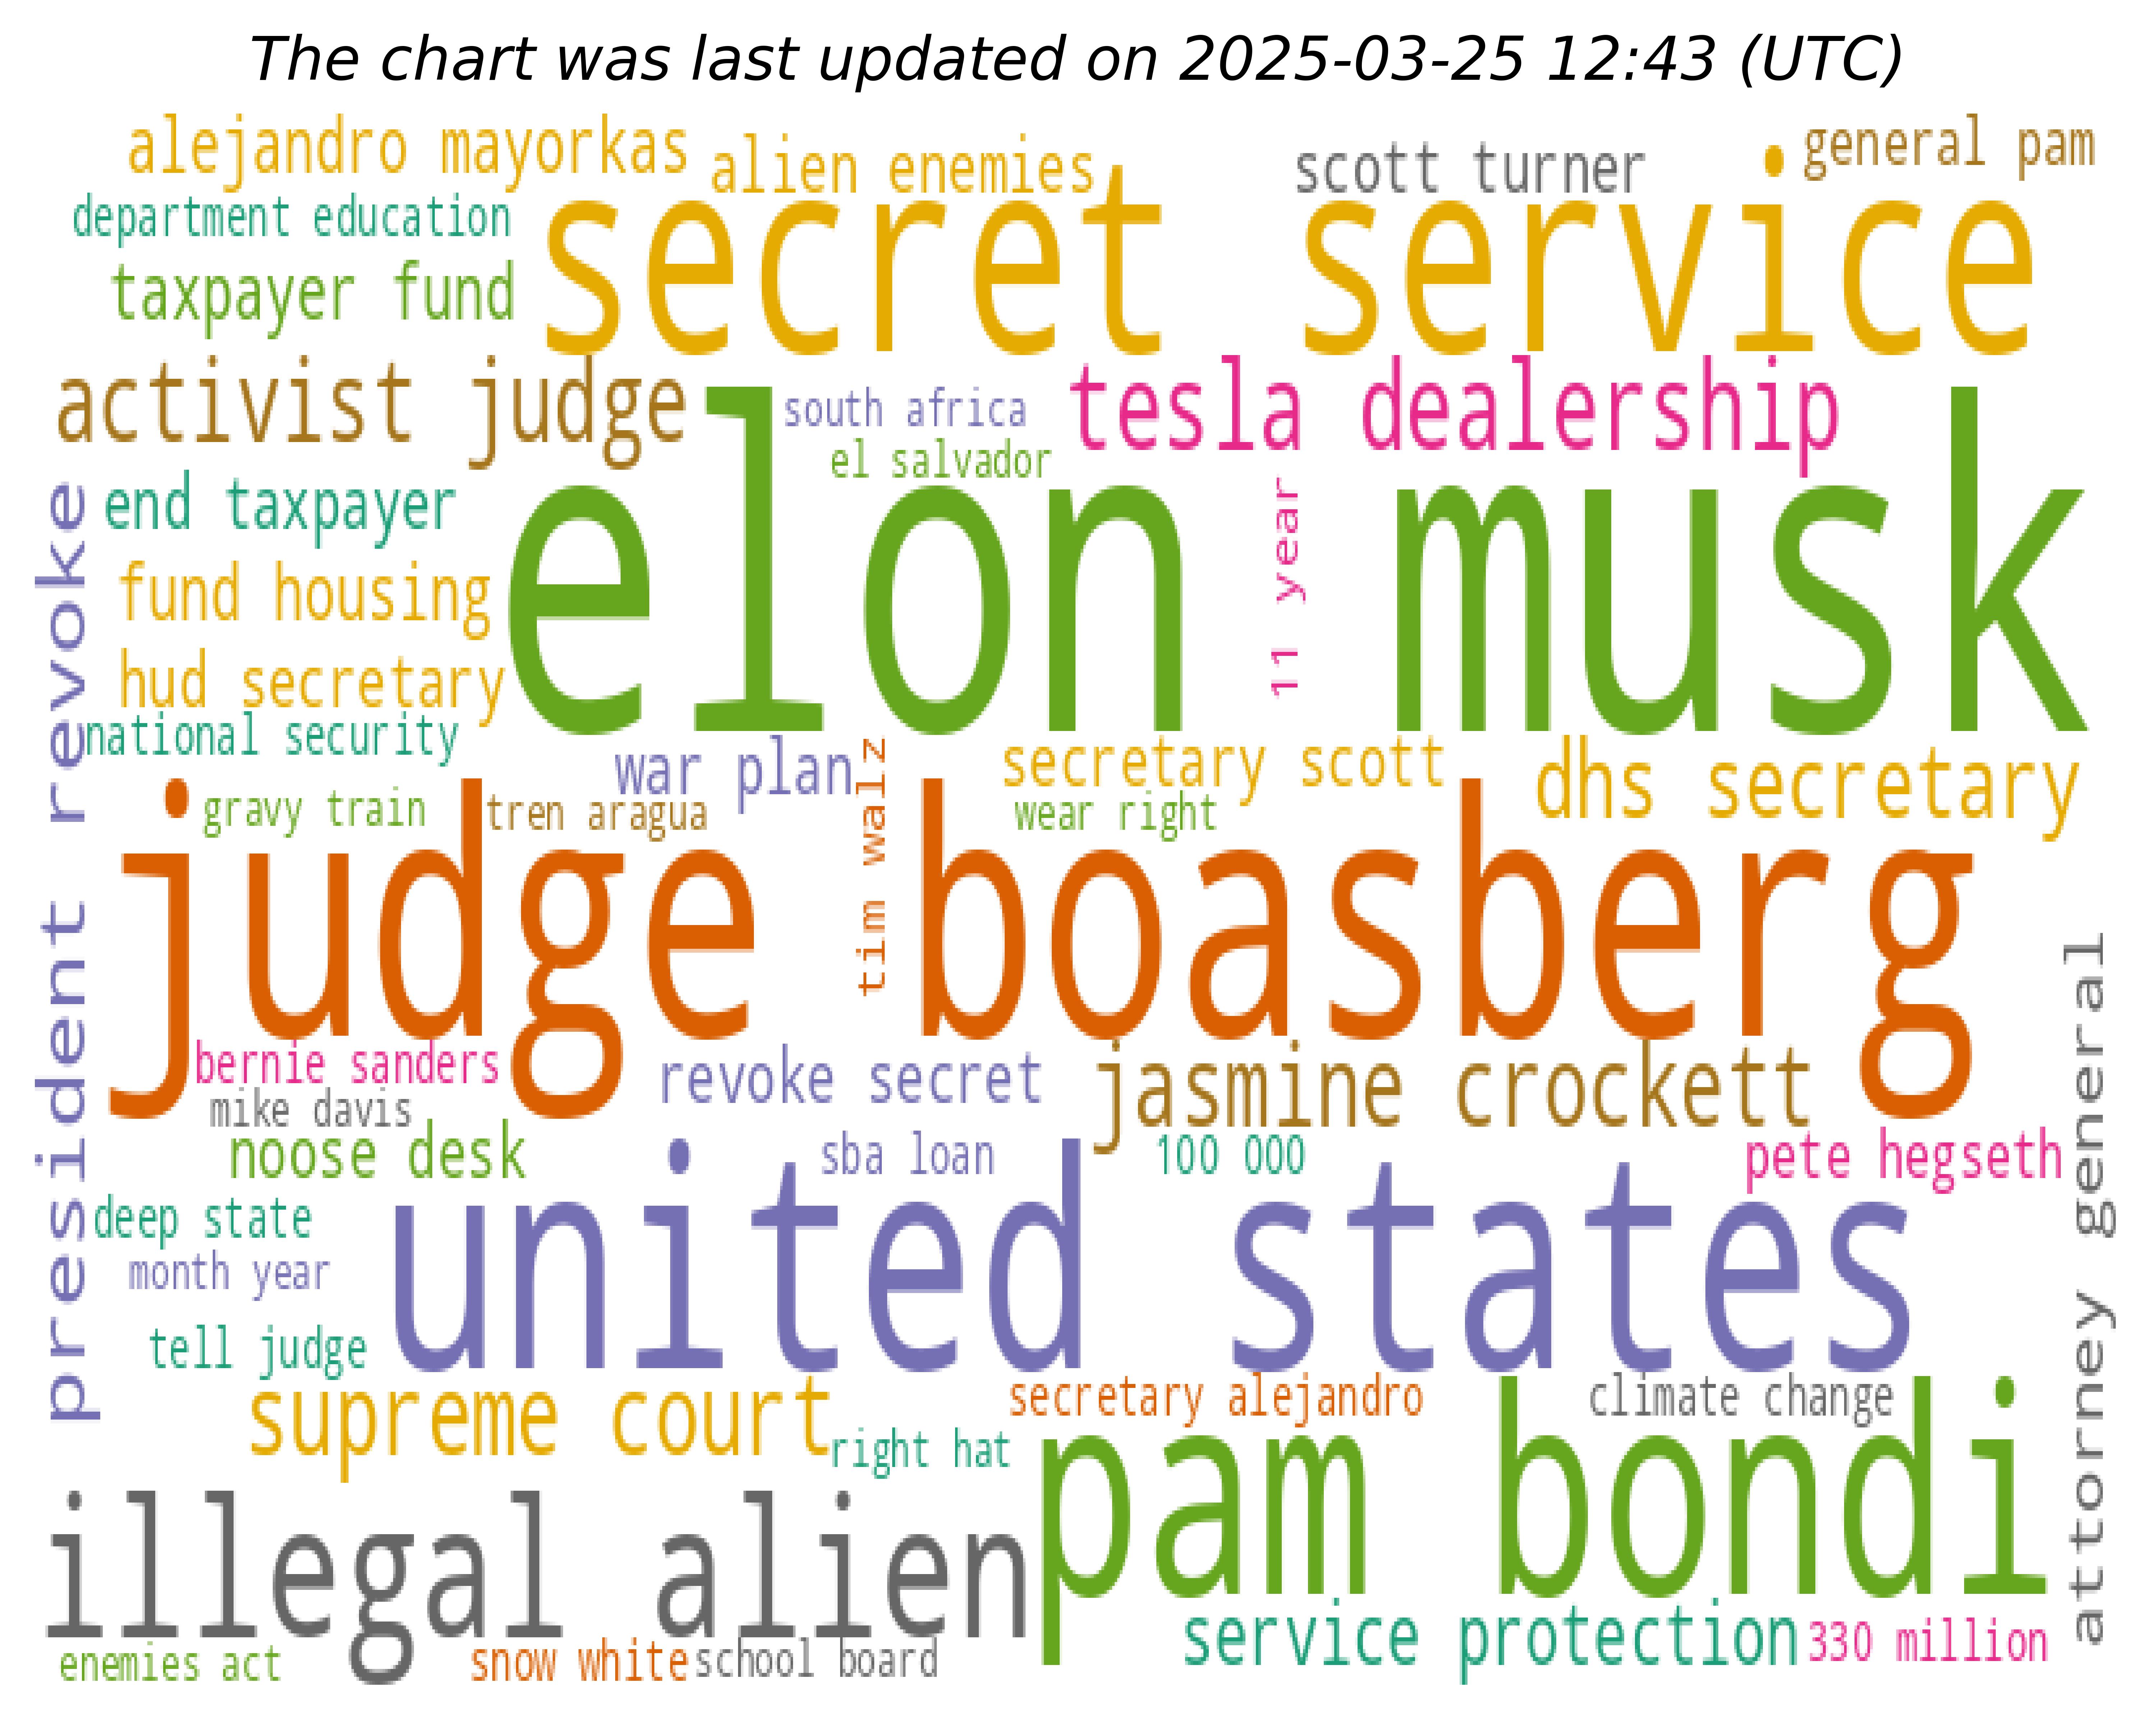 The chart was last updated on 2025-03-25 12:43 (UTC)
alejandro mayorkas
alien enemies
scott turner
general pam
department education
secret service
taxpayer fund
activist judge
south africa
tesla dealership
el salvador
elon musk
end taxpayer
11 year
president revoke
fund housing
hud secretary
national security
war plan
secretary scott
dhs secretary
gravy train
tren aragua
tim walz
wear right
judge boasberg
attorney general
bernie sanders
revoke secret
jasmine crockett
mike davis
noose desk
sba loan
100 000
pete hegseth
deep state
united states
month year
tell judge
supreme court
secretary alejandro
climate change
right hat
pam bondi
illegal alien
service protection
330 million
enemies act
snow white
school board